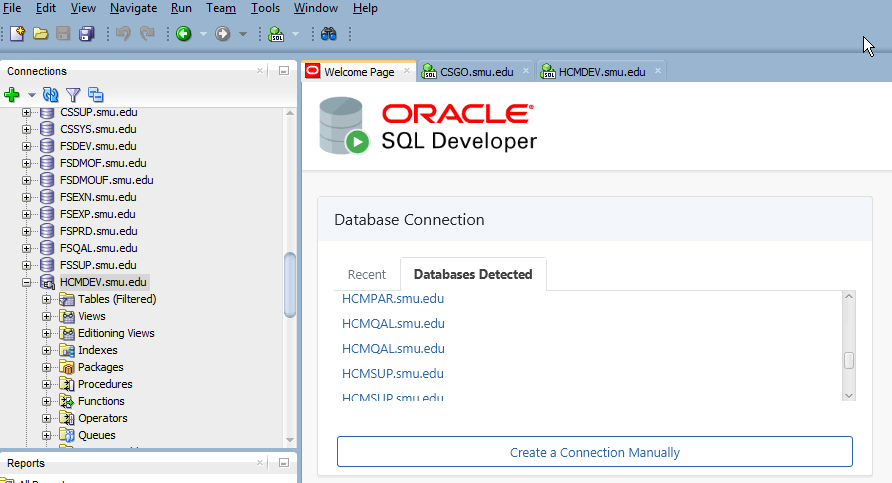 File Edit View Navigate Run Team Tools Window Help
Connections
CSSUP.smu.edu
CSSYS.smu.edu
FSDEV.smu.edu
FSDMOF.smu.edu
FSDMOUF.smu.edu
FSEXN.smu.edu
FSEXP.smu.edu
FSPRD.smu.edu
FSQAL.smu.edu
FSSUP.smu.edu
HCMDEV.smu.edu
Tables (Filtered)
Views
Editioning Views
Indexes
Packages
Procedures
Functions
Operators
Queues
Reports
Welcome Page CSGO.smu.edu HCMDEV.smu.edu
ORACLE®
SQL Developer
Database Connection
Recent Databases Detected
HCMPAR.smu.edu
HCMQAL.smu.edu
HCMQAL.smu.edu
HCMSUP.smu.edu
HCMSUP.smu.edu
Create a Connection Manually